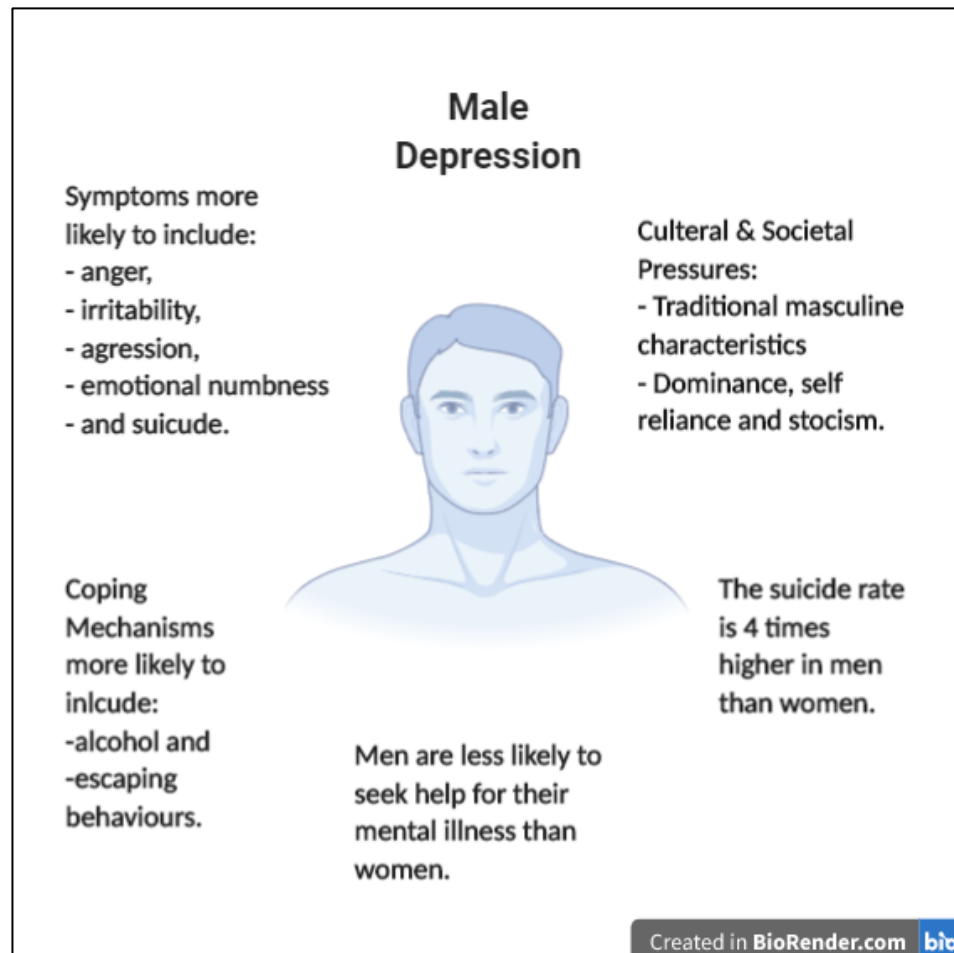 Male
Depression
Symptoms more
likely to include:
- anger,
- irritability,
- agression,
- emotional numbness
- and suicude.
Culteral & Societal
Pressures:
- Traditional masculine
characteristics
- Dominance, self
reliance and stocism.
Coping
Mechanisms
more likely to
inlcude:
-alcohol and
-escaping
behaviours.
The suicide rate
is 4 times
higher in men
than women.
Men are less likely to
seek help for their
mental illness than
women.
Created in BioRender.com bio